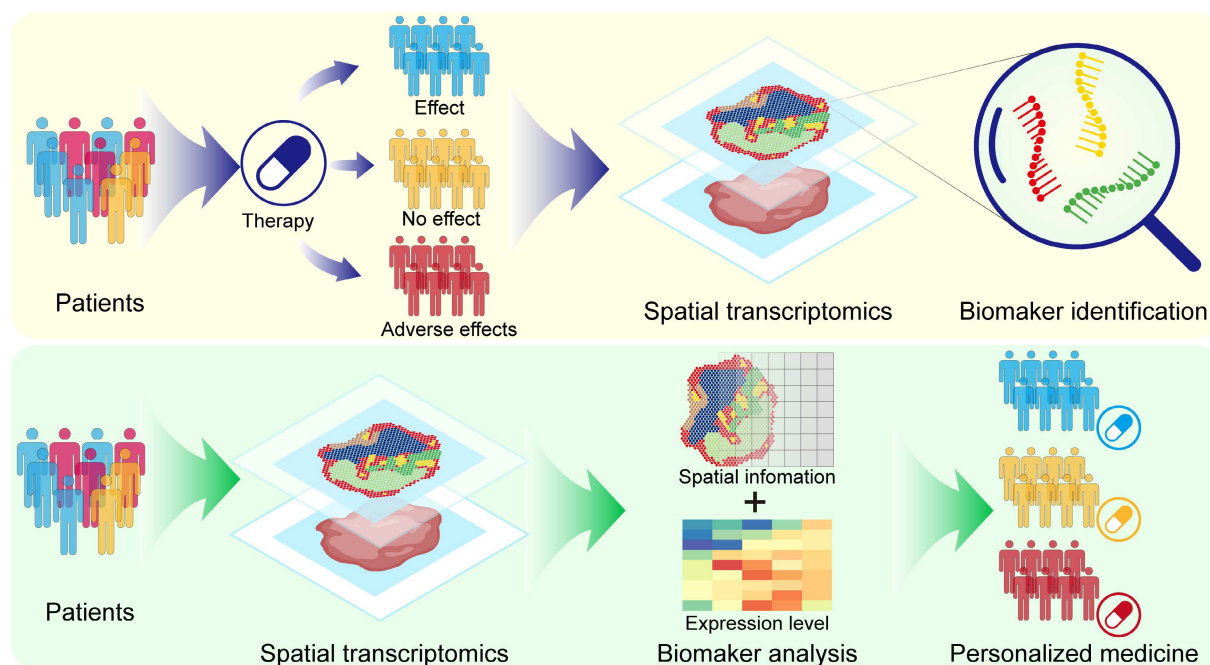 Effect
Therapy
No effect
Patients
Adverse effects
Spatial transcriptomics
Biomaker identification
Spatial infomation
+
Patients
Expression level
Spatial transcriptomics
Biomaker analysis
Personalized medicine